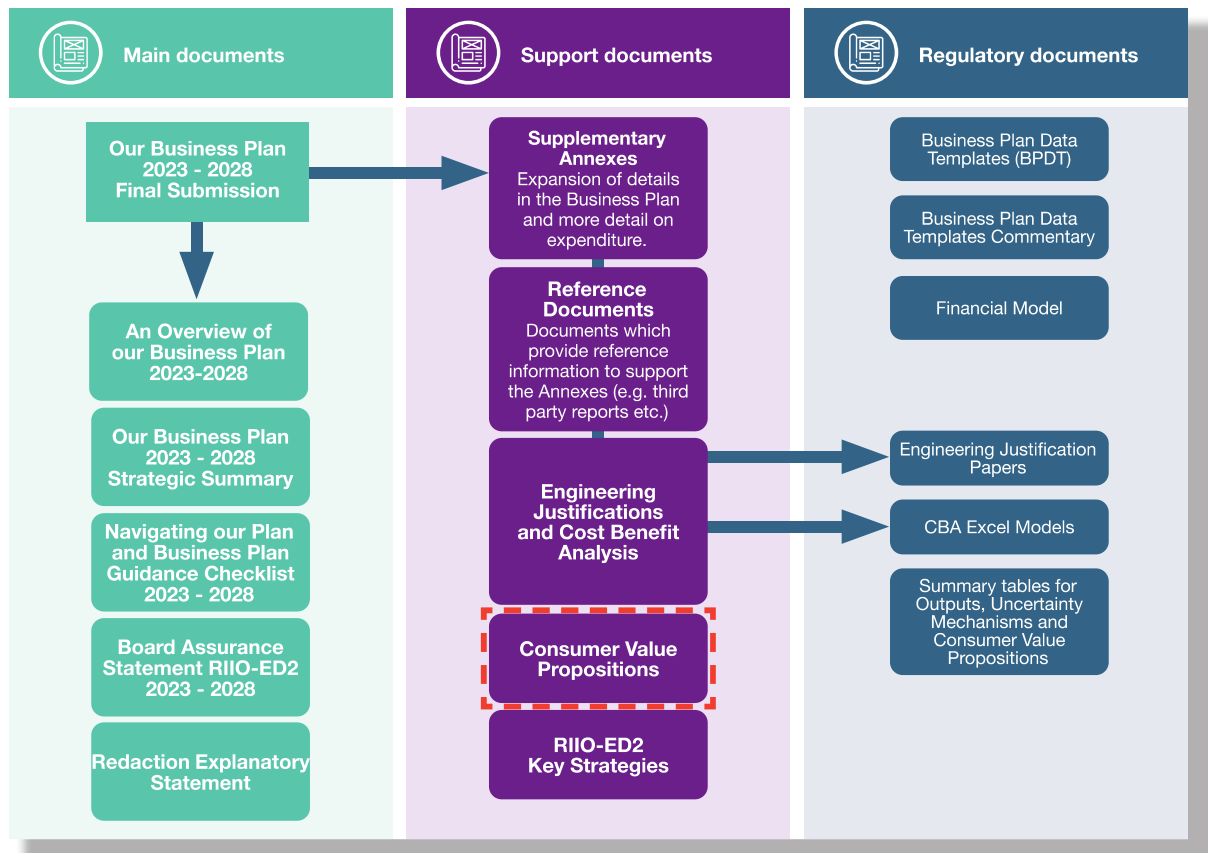 Main documents
Our Business Plan
2023 - 2028
Final Submission
An Overview of
our Business Plan
2023-2028
Our Business Plan
2023 - 2028
Strategic Summary
Navigating our Plan
and Business Plan
Guidance Checklist
2023 - 2028
Board Assurance
Statement RIIO-ED2
2023 - 2028
Redaction Explanatory
Statement
Support documents
Supplementary
Annexes
Expansion of details
in the Business Plan
and more detail on
expenditure.
Reference
Documents
Documents which
provide reference
information to support
the Annexes (e.g. third
party reports etc.)
Engineering
Justifications
and Cost Benefit
Analysis
Consumer Value
Propositions
RIIO-ED2
Key Strategies
Regulatory documents
Business Plan Data
Templates (BPDT)
Business Plan Data
Templates Commentary
Financial Model
Engineering Justification
Papers
CBA Excel Models
Summary tables for
Outputs, Uncertainty
Mechanisms and
Consumer Value
Propositions